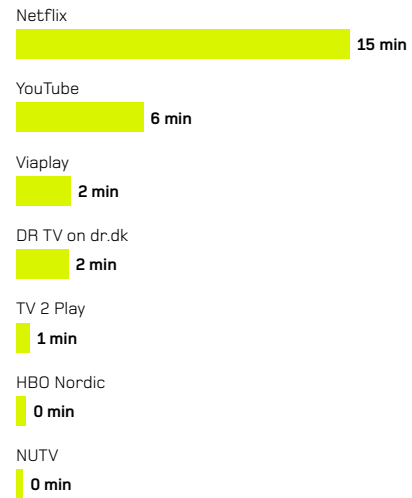 Netflix
15 min
YouTube
6 min
Viaplay
2 min
DR TV on dr.dk
2 min
TV 2 Play
1 min
HBO Nordic
0 min
NUTV
0 min